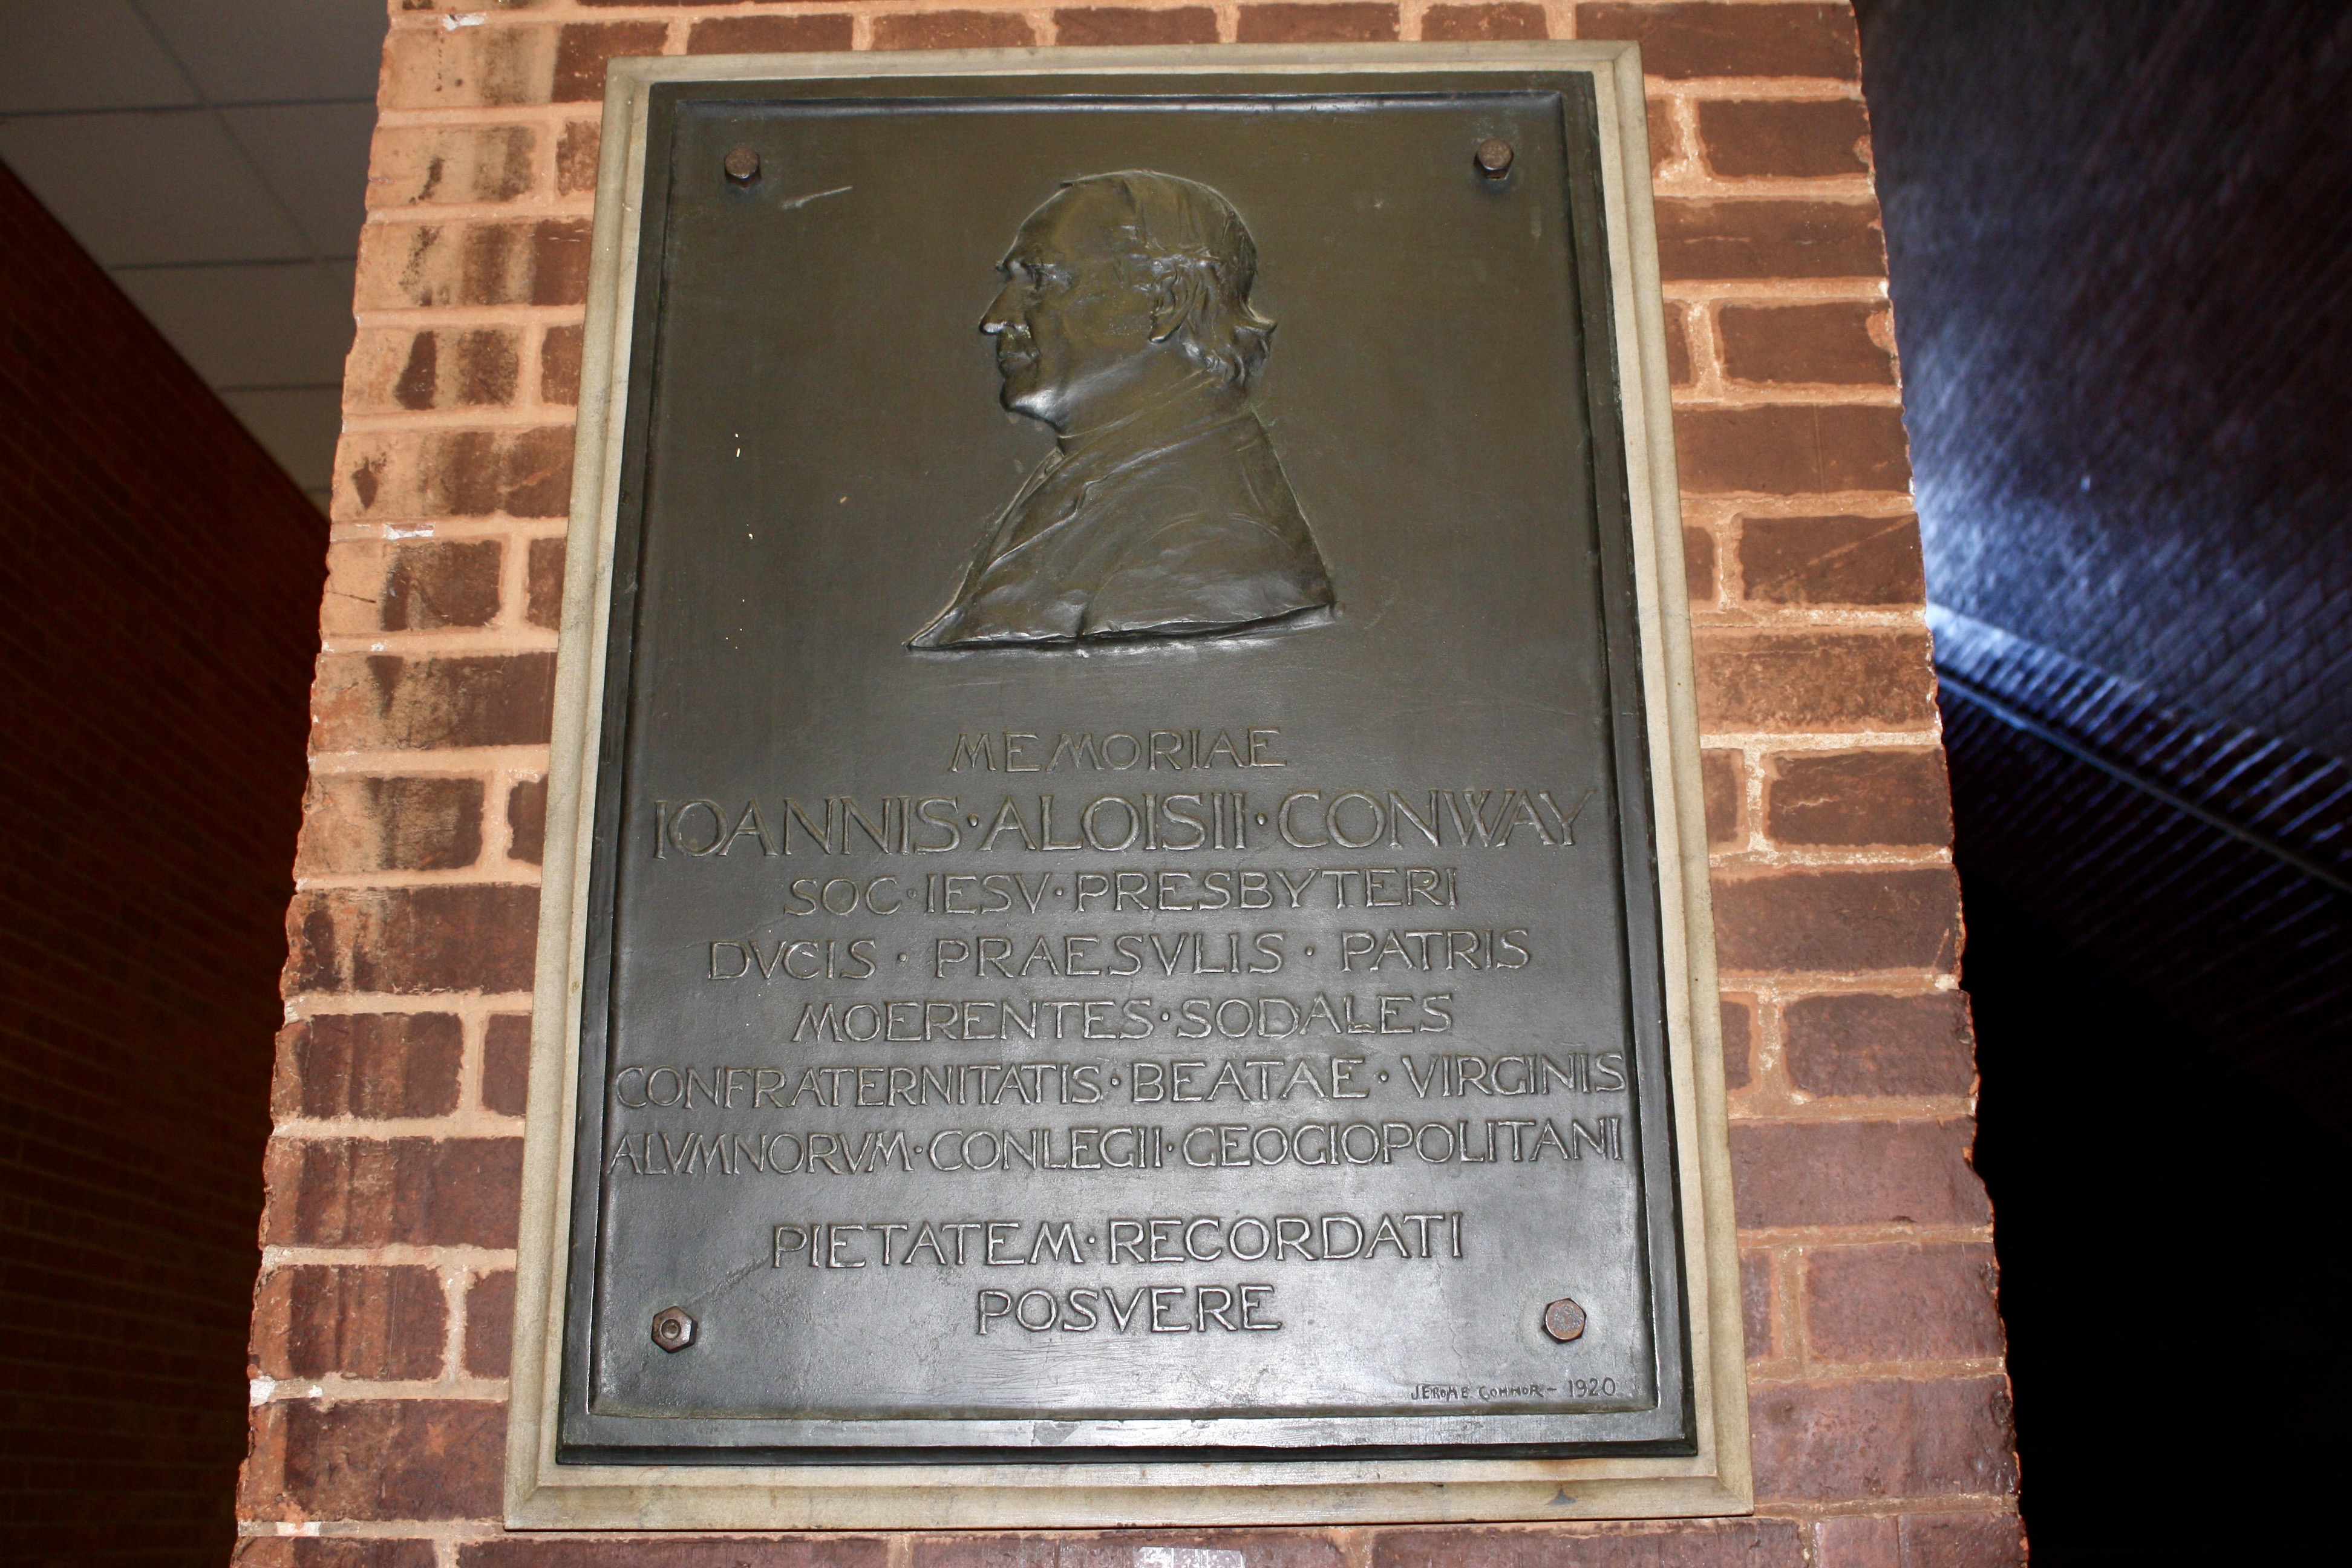 MEMORIAE
IOANNIS·ALOISII·CONWAY
SOC·IESV·PRESBYTERI
DVCIS · PRAESVLIS · PATRIS
MOERENTES·SODALES
CONFRATERNITATIS·BEATAE·VIRGINIS
ALVMNORVM·CONLEGII·GEOGIOPOLITANI
PIETATEM·RECORDATI
POSVERE
JEROME CONNOR - 1920